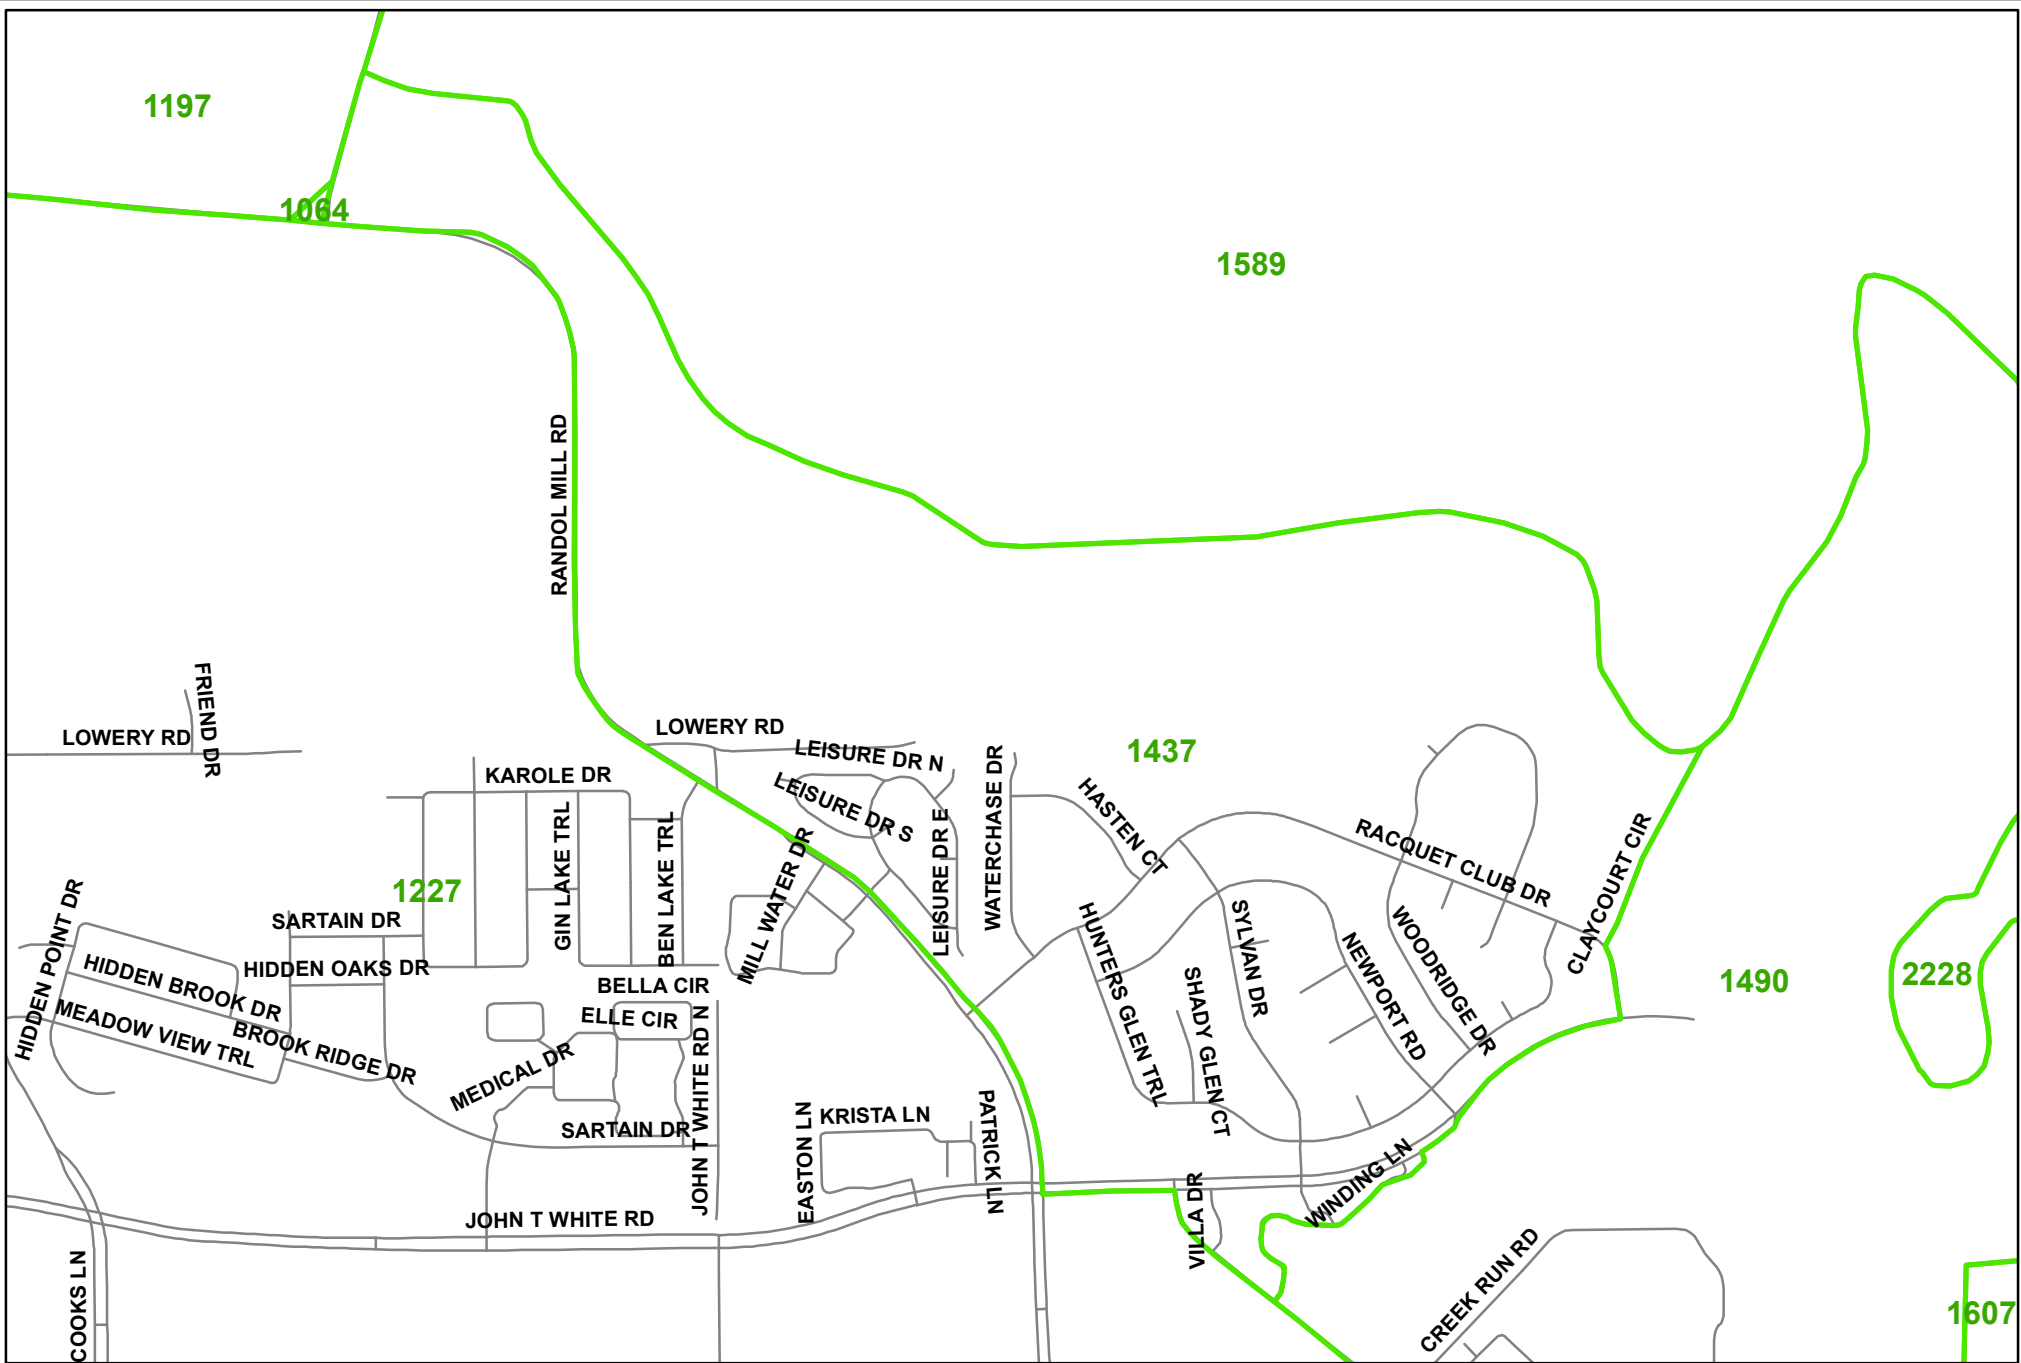 1197
1064
1589
RANDOL MILL RD
FRIEND DR
LOWERY RD
LOWERY RD
LEISURE DR N
1437
KAROLE DR
LEISURE DR S
WATERCHASE DR
HASTEN CT
RACQUET CLUB DR
CLAYCOURT CIR
GIN LAKE TRL
BEN LAKE TRL
MILL WATER DR
LEISURE DR E
1227
SARTAIN DR
HIDDEN POINT DR
HIDDEN BROOK DR
HIDDEN OAKS DR
MEADOW VIEW TRL
BROOK RIDGE DR
BELLA CIR
ELLE CIR
MEDICAL DR
SARTAIN DR
JOHN T WHITE RD N
HUNTERS GLEN TRL
SHADY GLEN CT
SYLVAN DR
NEWPORT RD
WOODRIDGE DR
1490
2228
EASTON LN
KRISTA LN
PATRICK LN
VILLA DR
WINDING LN
JOHN T WHITE RD
COOKS LN
CREEK RUN RD
1607